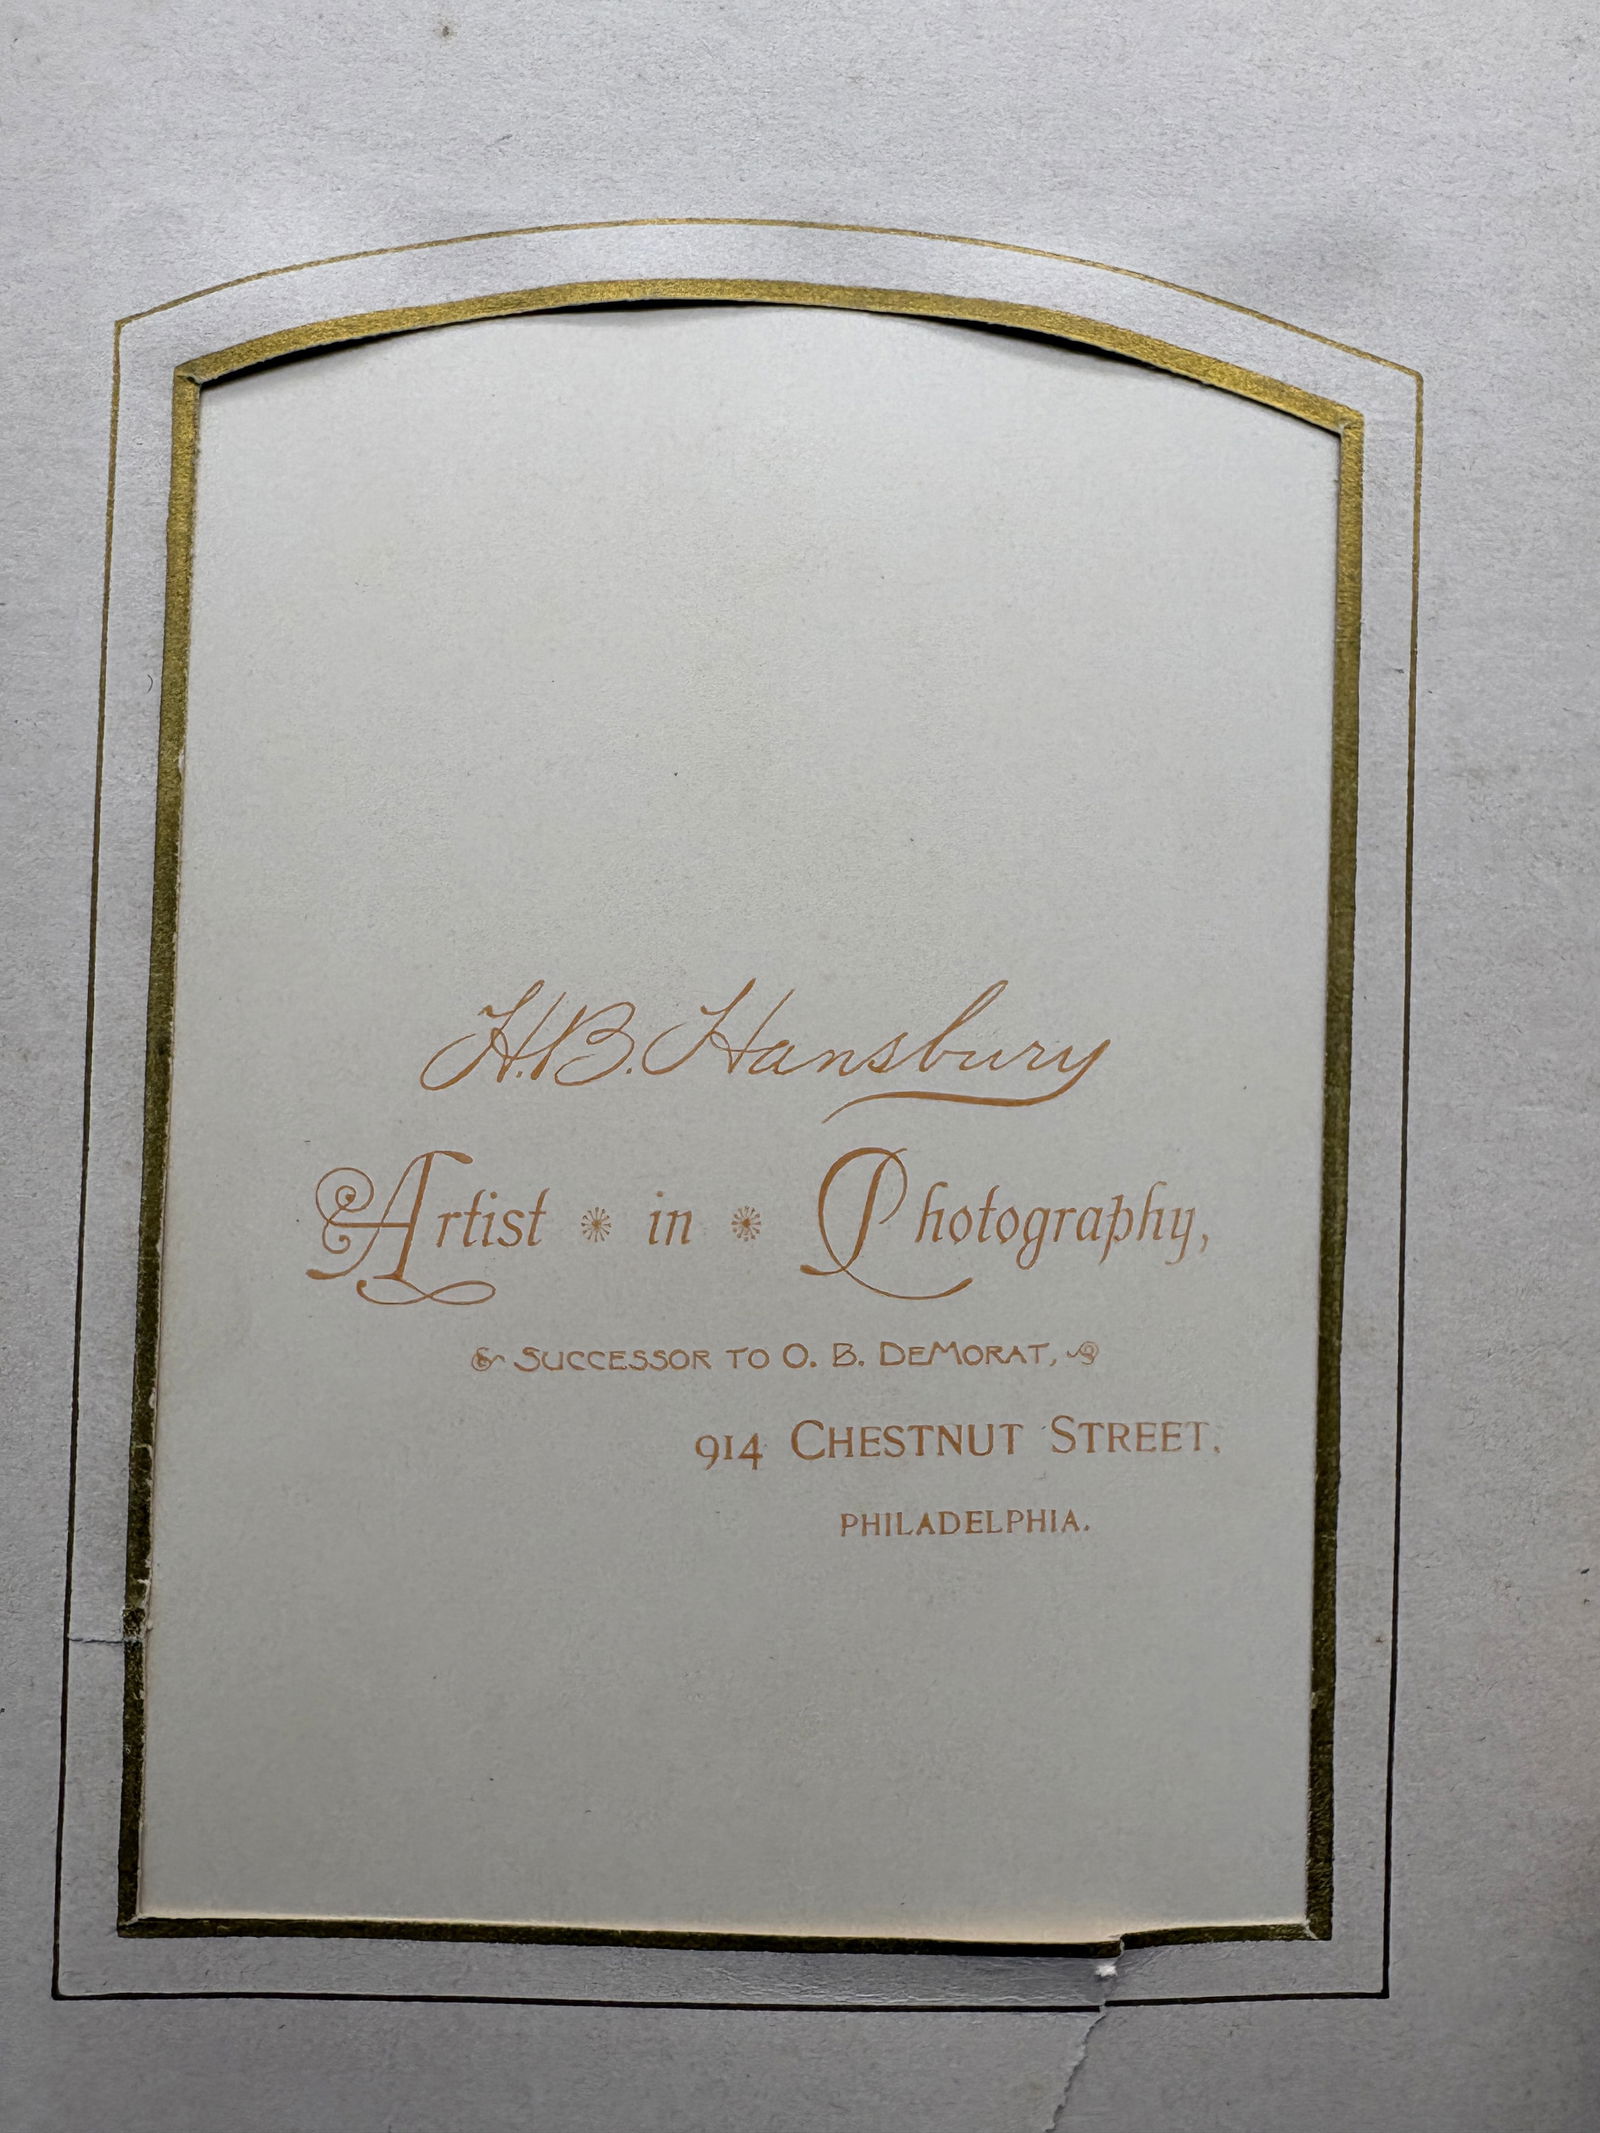 H.B. Hansbury
Artist in Photography,
SUCCESSOR TO O. B. DEMORAT,
914 CHESTNUT STREET,
PHILADELPHIA.